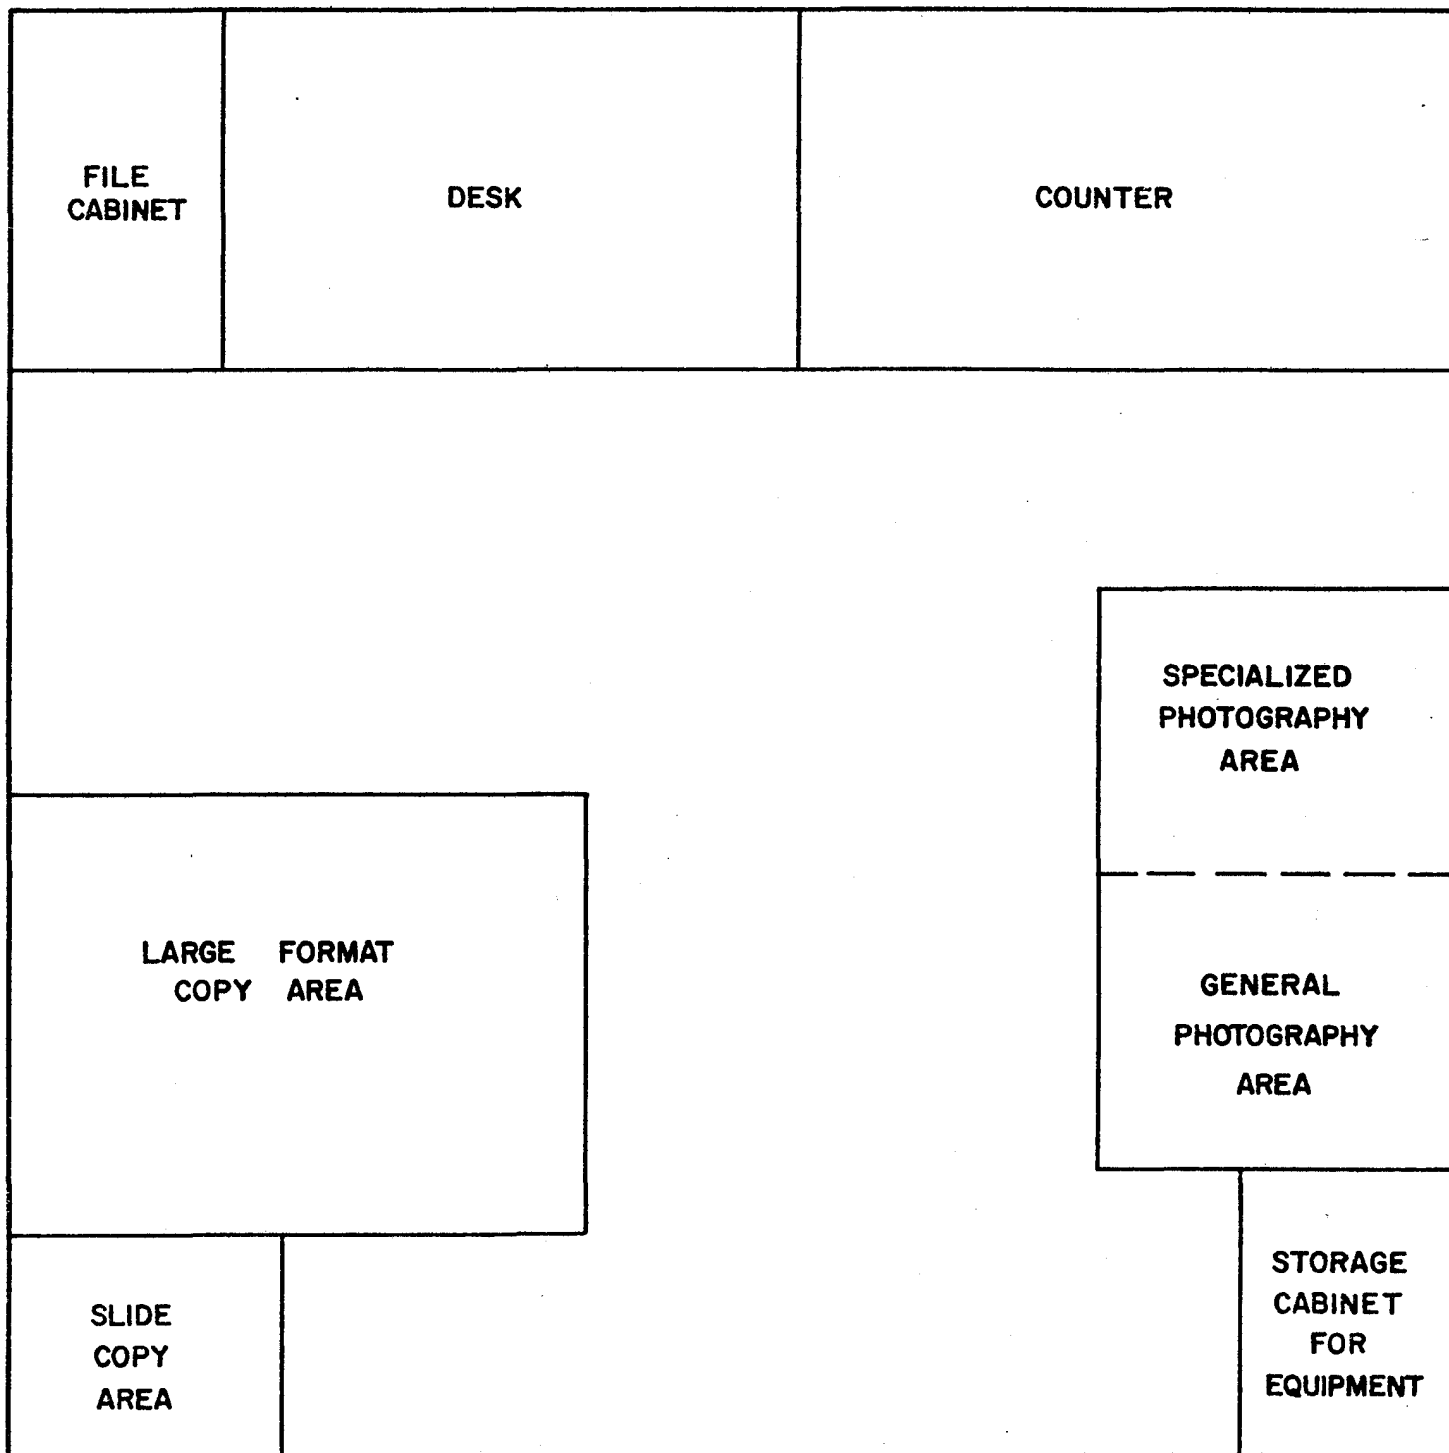 FILE
CABINET
DESK
COUNTER
SPECIALIZED
PHOTOGRAPHY
AREA
LARGE FORMAT
COPY AREA
GENERAL
PHOTOGRAPHY
AREA
SLIDE
COPY
AREA
STORAGE
CABINET
FOR
EQUIPMENT